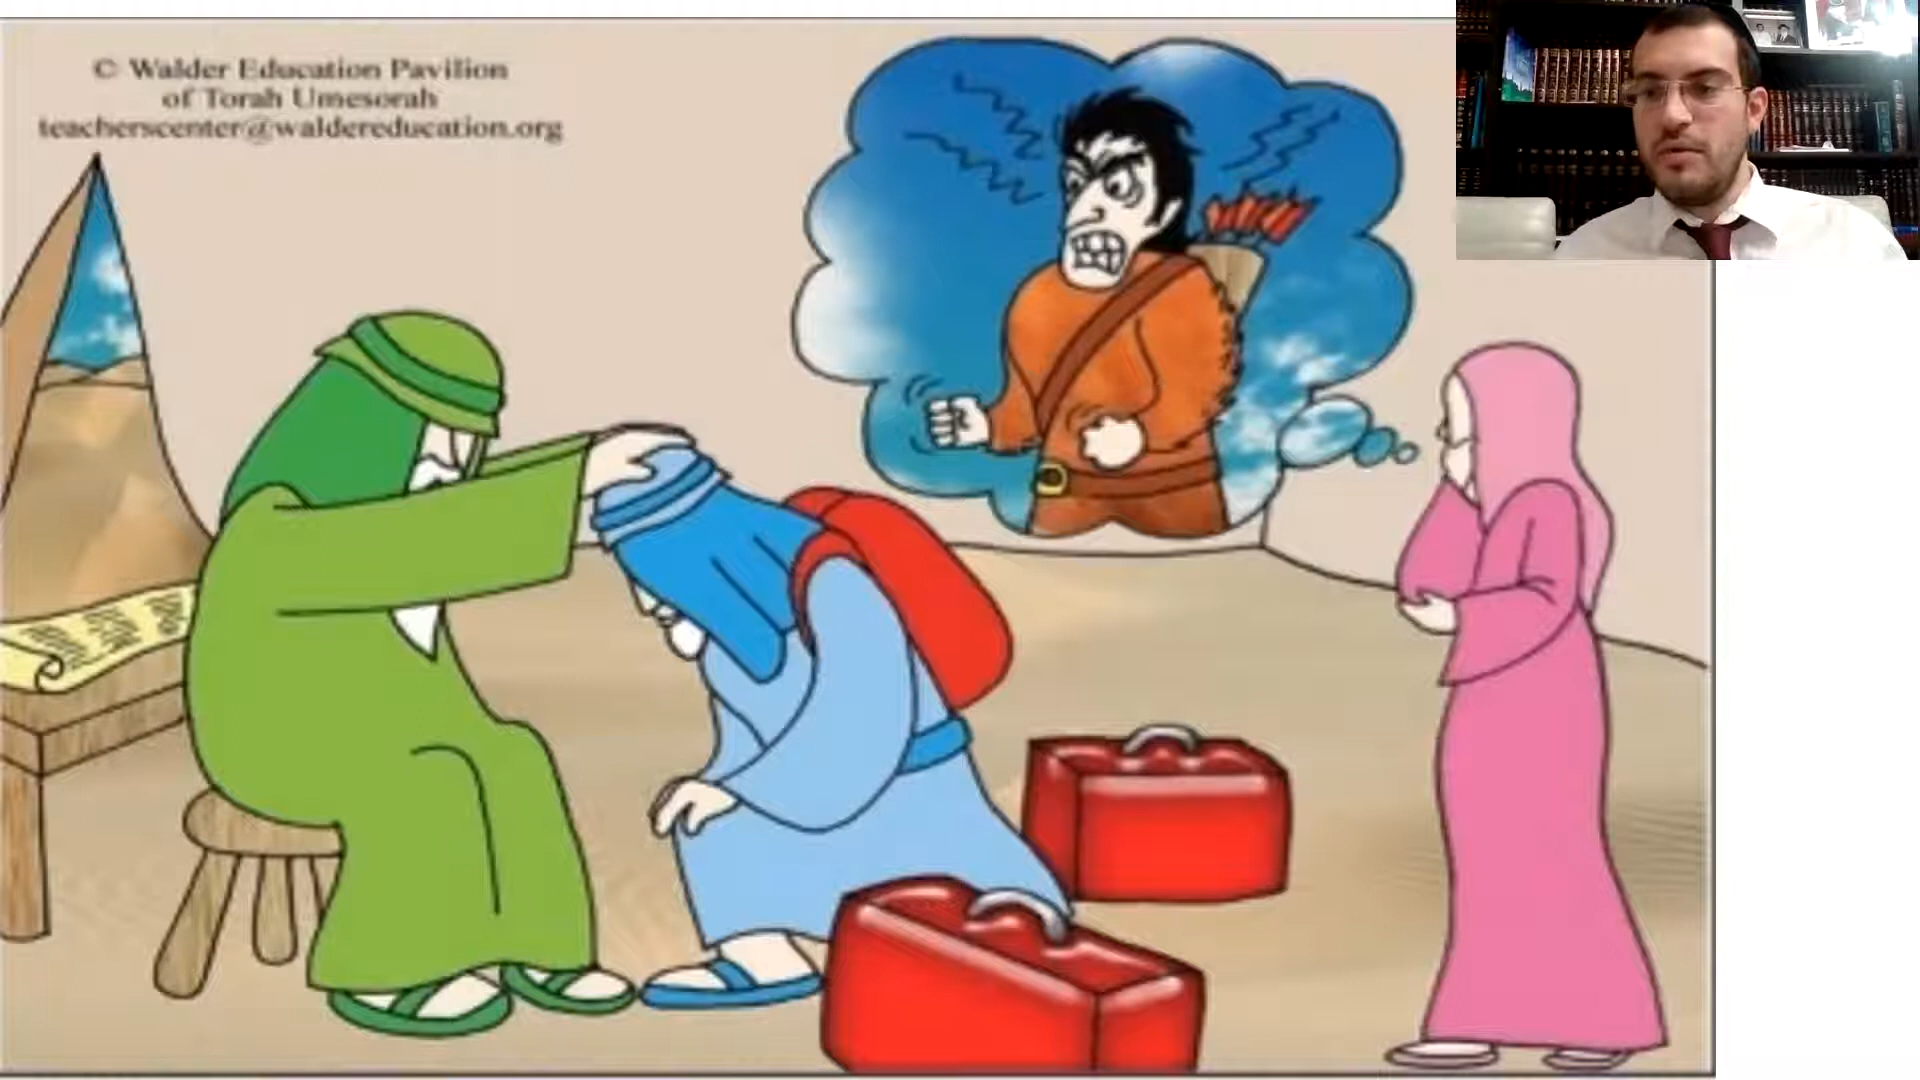 © Walder Education Pavilion
of Torah Umesorah
teacherscenter@waldereducation.org